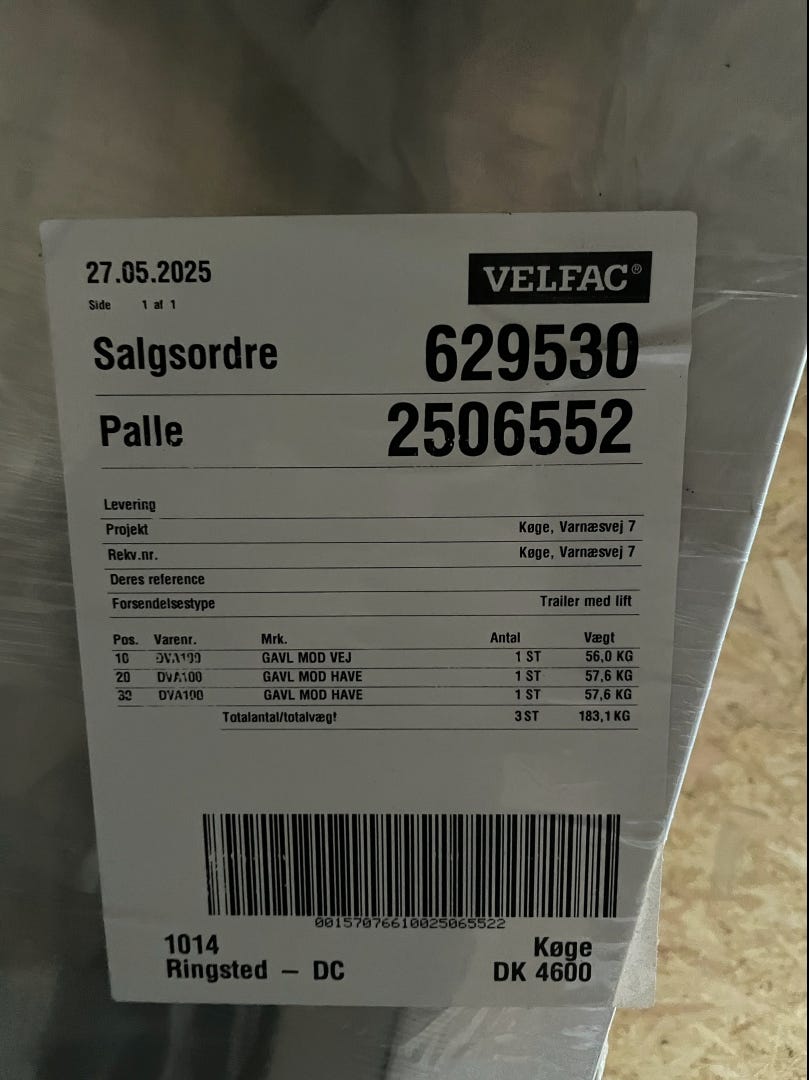 27.05.2025
VELFAC®
Side 1 af 1
Salgsordre 629530
Palle 2506552
Levering
Projekt Køge, Varnæsvej 7
Rekv.nr. Køge, Varnæsvej 7
Deres reference
Forsendelsestype Trailer med lift
Pos. Varenr. Mrk. Antal Vægt
10 DVA100 GAVL MOD VEJ 1 ST 56,0 KG
20 DVA100 GAVL MOD HAVE 1 ST 57,6 KG
30 DVA100 GAVL MOD HAVE 1 ST 57,6 KG
Totalantal/totalvægt 3 ST 183,1 KG
00157076610025065522
1014 Køge
Ringsted – DC DK 4600